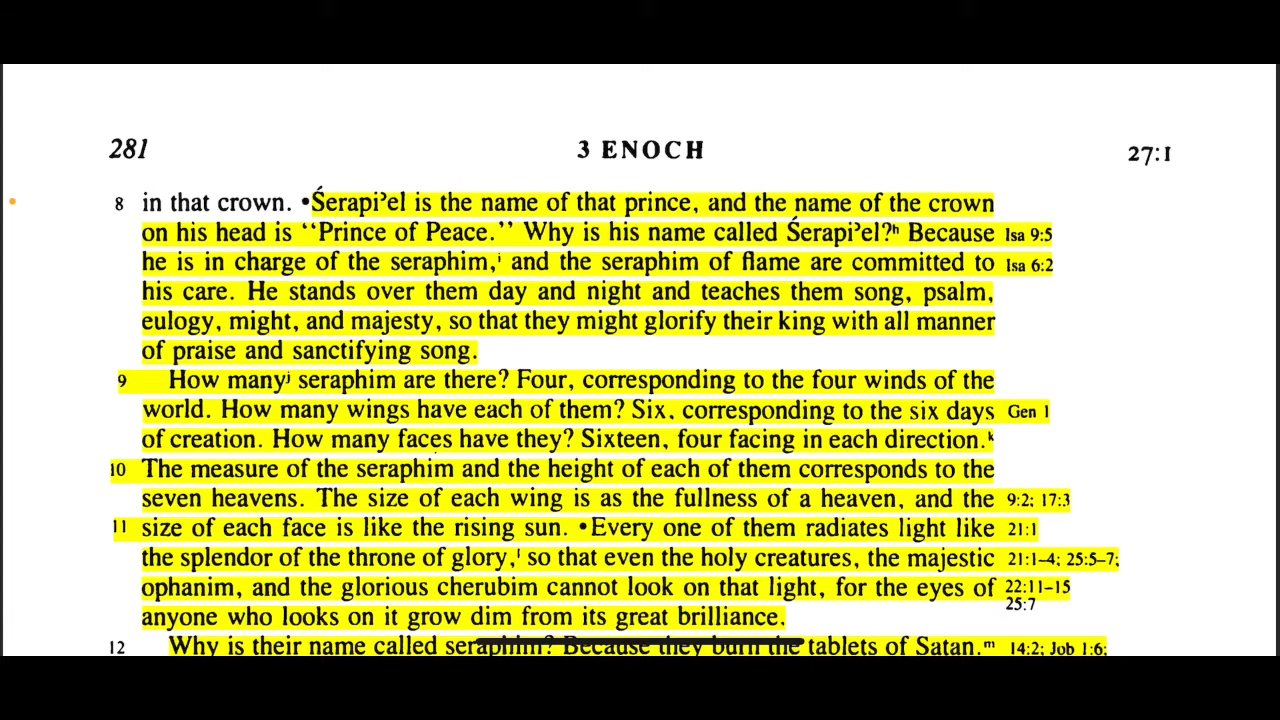 281 3 ENOCH 27:1
8 in that crown. •Śerapiʾel is the name of that prince, and the name of the crown
on his head is ‘‘Prince of Peace.’’ Why is his name called Śerapiʾel?ʰ Because Isa 9:5
he is in charge of the seraphim,ⁱ and the seraphim of flame are committed to Isa 6:2
his care. He stands over them day and night and teaches them song, psalm,
eulogy, might, and majesty, so that they might glorify their king with all manner
of praise and sanctifying song.
9 How manyʲ seraphim are there? Four, corresponding to the four winds of the
world. How many wings have each of them? Six, corresponding to the six days Gen 1
of creation. How many faces have they? Sixteen, four facing in each direction.ᵏ
10 The measure of the seraphim and the height of each of them corresponds to the
seven heavens. The size of each wing is as the fullness of a heaven, and the 9:2; 17:3
11 size of each face is like the rising sun. •Every one of them radiates light like 21:1
the splendor of the throne of glory,ˡ so that even the holy creatures, the majestic 21:1–4; 25:5–7;
ophanim, and the glorious cherubim cannot look on that light, for the eyes of 22:11–15
25:7
anyone who looks on it grow dim from its great brilliance.
12 Why is their name called seraphim? Because they burn the tablets of Satan.ᵐ 14:2; Job 1:6;